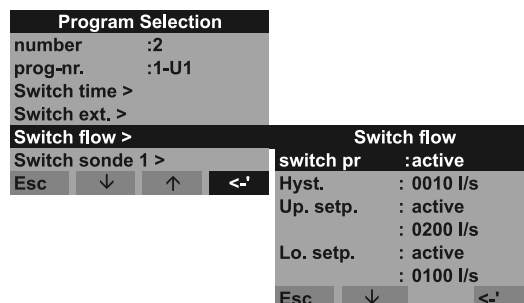 Program Selection
number :2
prog-nr. :1-U1
Switch time >
Switch ext. >
Switch flow >
Switch sonde 1 >
Esc ↓ ↑ <-'
Switch flow
switch pr :active
Hyst. : 0010 l/s
Up. setp. : active
: 0200 l/s
Lo. setp. : active
: 0100 l/s
Esc ↓ <-'